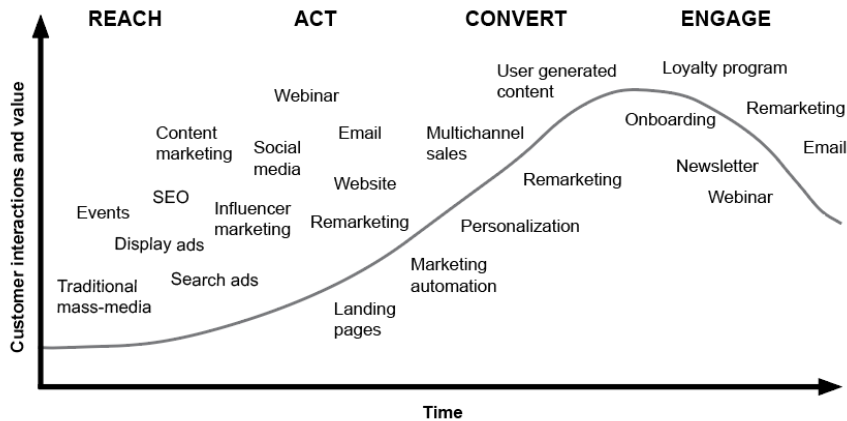 REACH
ACT
CONVERT
ENGAGE
Customer interactions and value
User generated
content
Loyalty program
Webinar
Remarketing
Onboarding
Content
marketing
Social
media
Email
Multichannel
sales
Email
Newsletter
Website
Remarketing
Webinar
SEO
Events
Influencer
marketing
Remarketing
Personalization
Display ads
Search ads
Marketing
automation
Traditional
mass-media
Landing
pages
Time